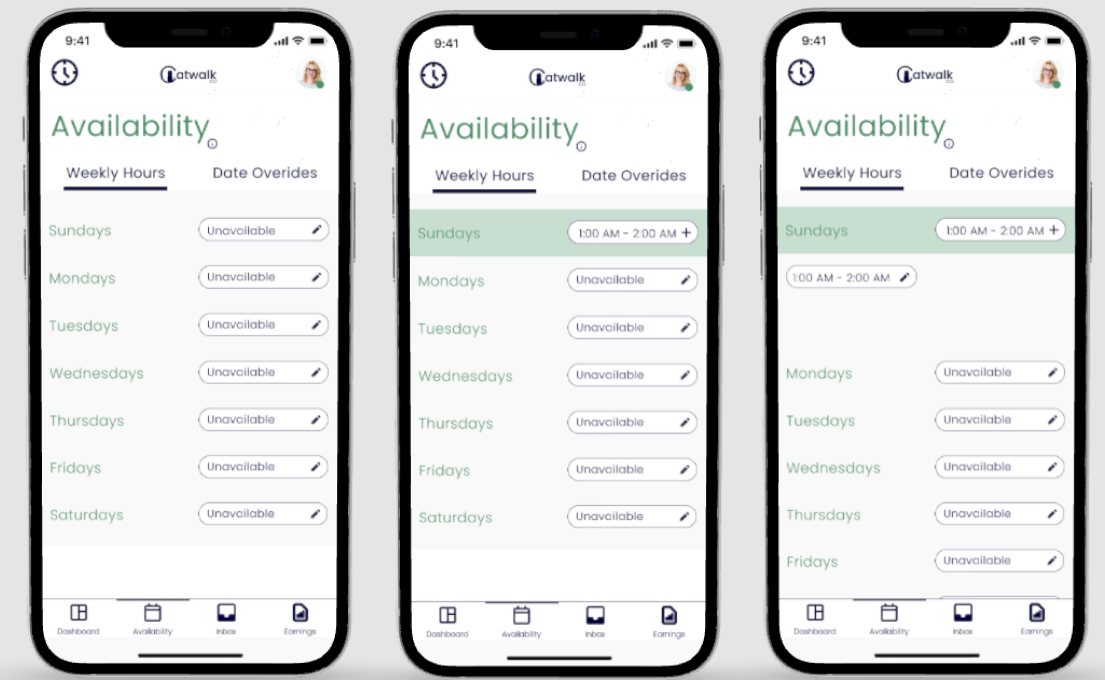 9:41
Catwalk
Availability
Weekly Hours Date Overides
Sundays Unavailable
Mondays Unavailable
Tuesdays Unavailable
Wednesdays Unavailable
Thursdays Unavailable
Fridays Unavailable
Saturdays Unavailable
Dashboard Availability Inbox Earnings
9:41
Catwalk
Availability
Weekly Hours Date Overides
Sundays 1:00 AM - 2:00 AM +
Mondays Unavailable
Tuesdays Unavailable
Wednesdays Unavailable
Thursdays Unavailable
Fridays Unavailable
Saturdays Unavailable
Dashboard Availability Inbox Earnings
9:41
Catwalk
Availability
Weekly Hours Date Overides
Sundays 1:00 AM - 2:00 AM +
1:00 AM - 2:00 AM
Mondays Unavailable
Tuesdays Unavailable
Wednesdays Unavailable
Thursdays Unavailable
Fridays Unavailable
Dashboard Availability Inbox Earnings